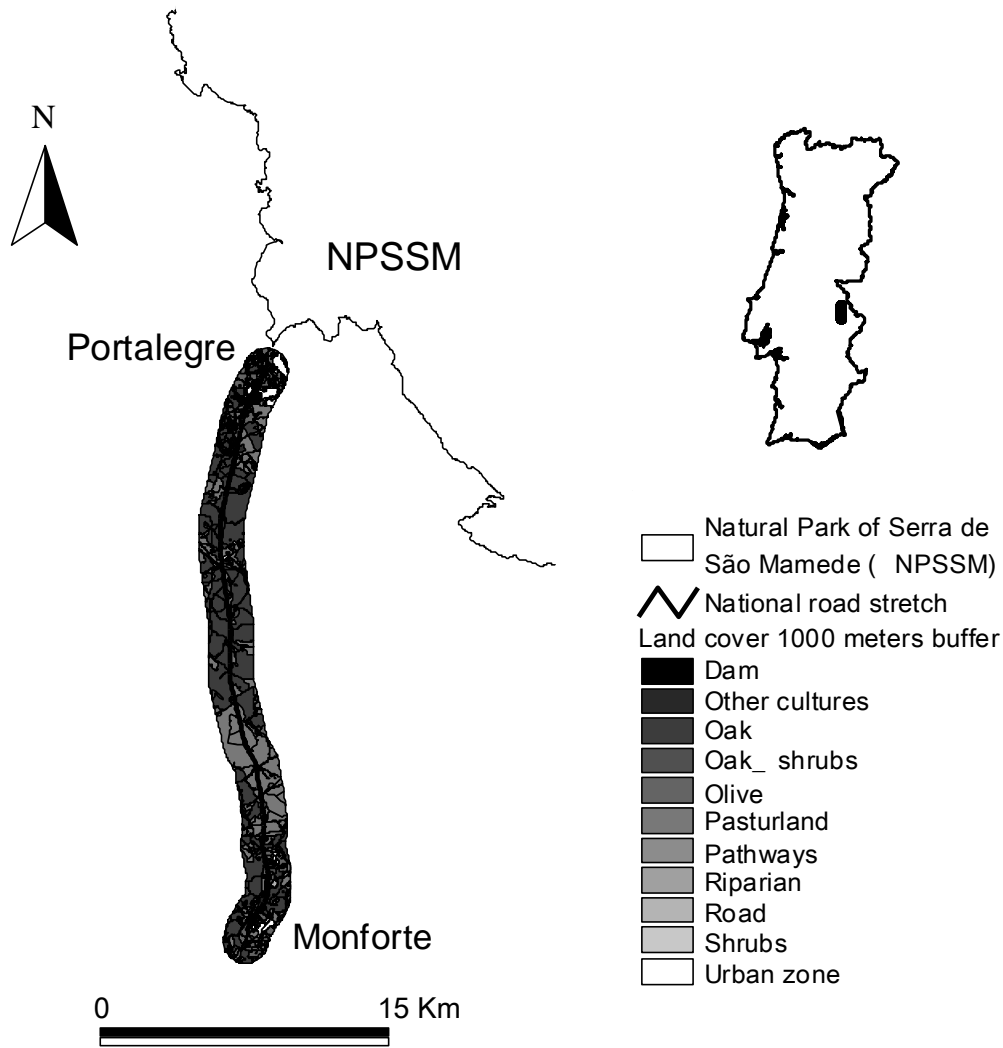 N
NPSSM
Portalegre
Monforte
0 15 Km
Natural Park of Serra de
São Mamede ( NPSSM)
National road stretch
Land cover 1000 meters buffer
Dam
Other cultures
Oak
Oak_ shrubs
Olive
Pasturland
Pathways
Riparian
Road
Shrubs
Urban zone